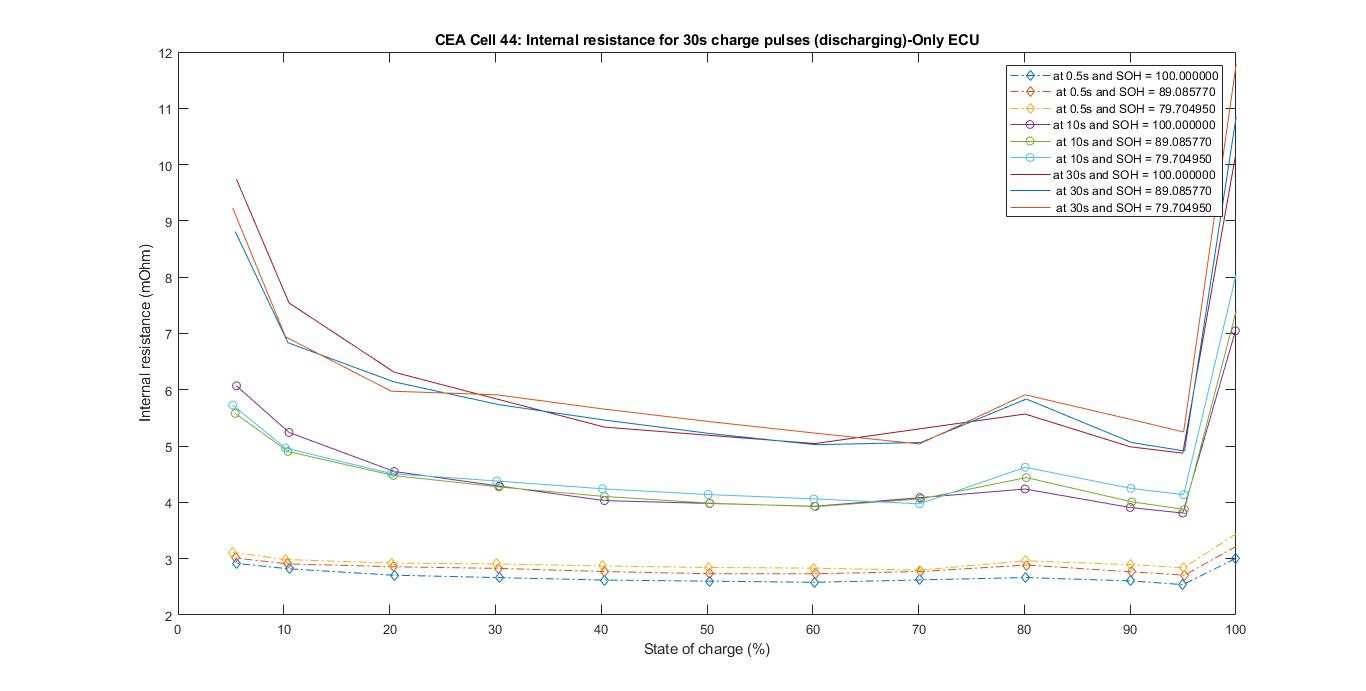 CEA Cell 44: Internal resistance for 30s charge pulses (discharging)-Only ECU
12
11
10
9
8
7
6
5
4
3
2
Internal resistance (mOhm)
at 0.5s and SOH = 100.000000
at 0.5s and SOH = 89.085770
at 0.5s and SOH = 79.704950
at 10s and SOH = 100.000000
at 10s and SOH = 89.085770
at 10s and SOH = 79.704950
at 30s and SOH = 100.000000
at 30s and SOH = 89.085770
at 30s and SOH = 79.704950
0 10 20 30 40 50 60 70 80 90 100
State of charge (%)